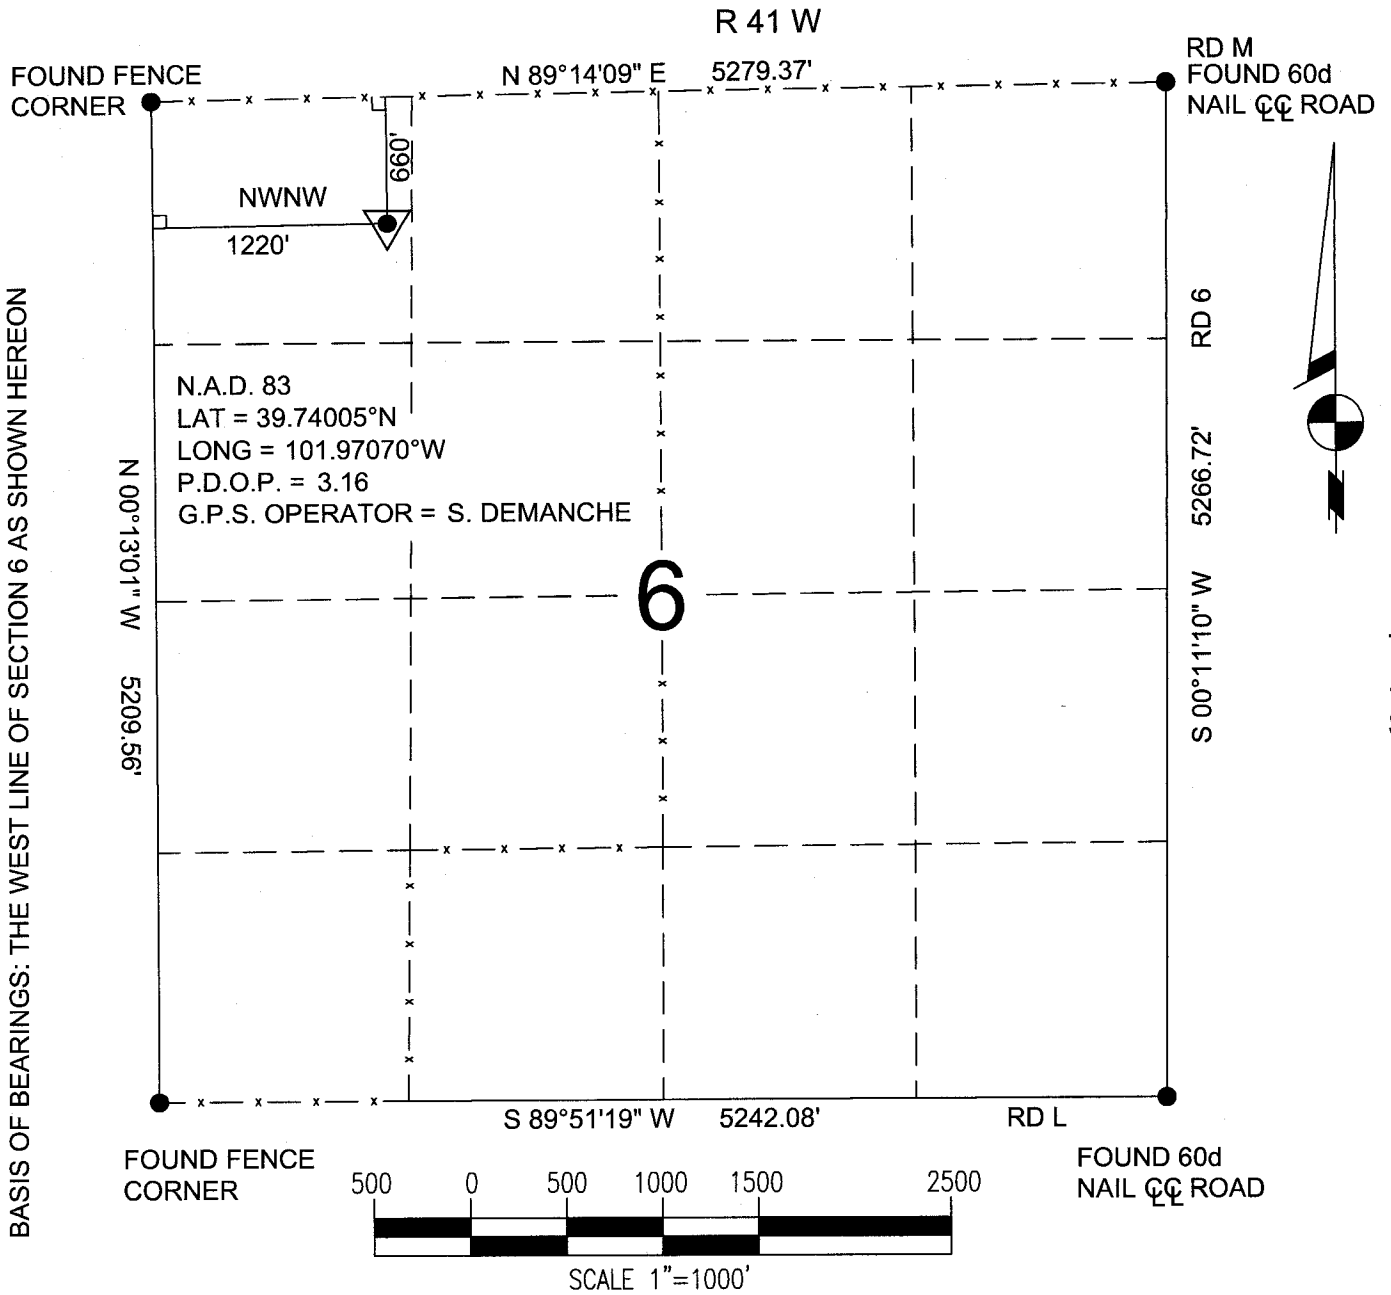 R 41 W
FOUND FENCE
CORNER
N 89°14'09" E 5279.37'
RD M
FOUND 60d
NAIL ℄℄ ROAD
660'
NWNW
1220'
N.A.D. 83
LAT = 39.74005°N
LONG = 101.97070°W
P.D.O.P. = 3.16
G.P.S. OPERATOR = S. DEMANCHE
BASIS OF BEARINGS: THE WEST LINE OF SECTION 6 AS SHOWN HEREON
N 00°13'01" W 5209.56'
6
RD 6
S 00°11'10" W 5266.72'
N
S 89°51'19" W 5242.08' RD L
FOUND FENCE
CORNER
FOUND 60d
NAIL ℄℄ ROAD
500 0 500 1000 1500 2500
SCALE 1"=1000'